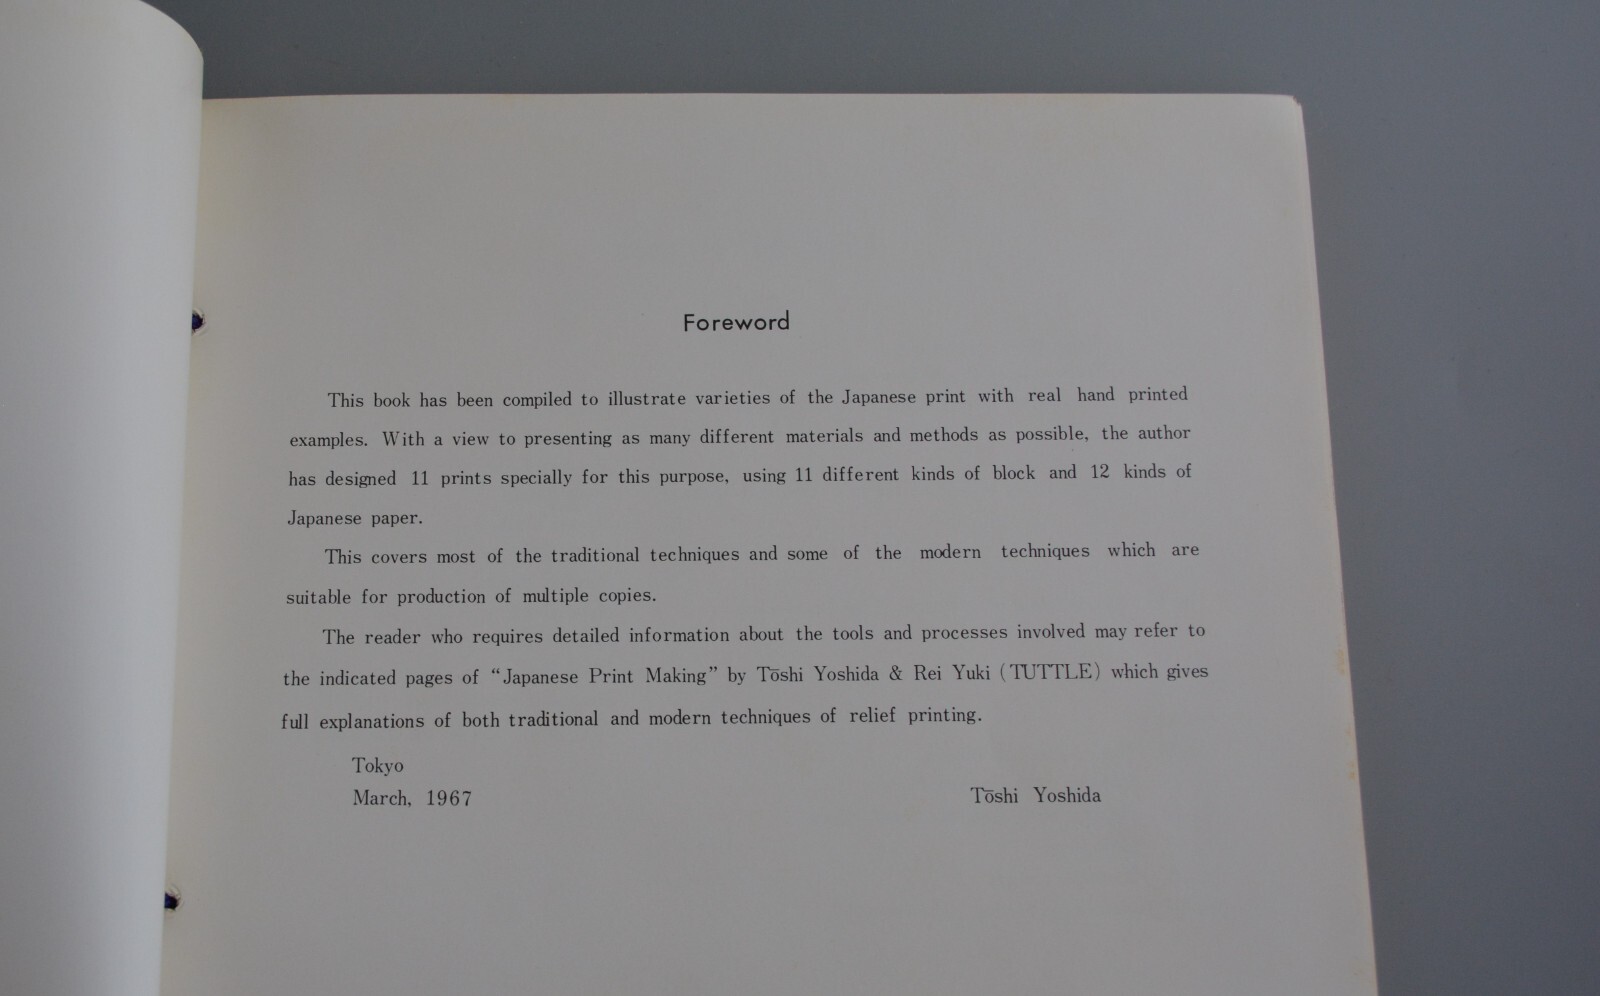 Foreword
This book has been compiled to illustrate varieties of the Japanese print with real hand printed
examples. With a view to presenting as many different materials and methods as possible, the author
has designed 11 prints specially for this purpose, using 11 different kinds of block and 12 kinds of
Japanese paper.
This covers most of the traditional techniques and some of the modern techniques which are
suitable for production of multiple copies.
The reader who requires detailed information about the tools and processes involved may refer to
the indicated pages of “Japanese Print Making” by Tōshi Yoshida & Rei Yuki (TUTTLE) which gives
full explanations of both traditional and modern techniques of relief printing.
Tokyo
March, 1967
Tōshi Yoshida